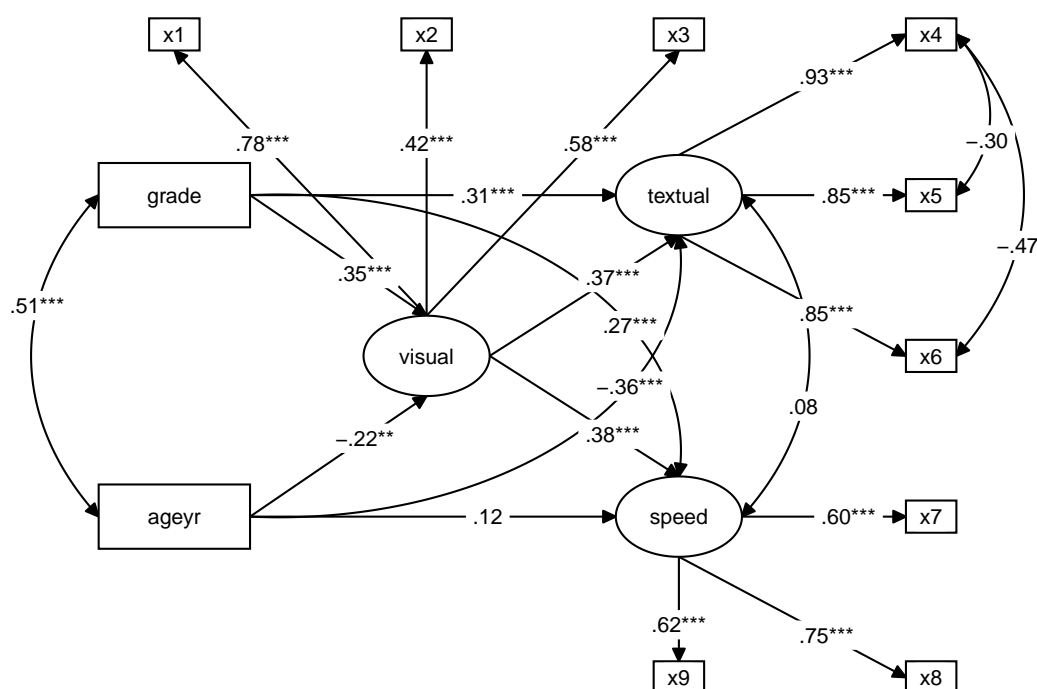 x1
x2
x3
x4
.93***
.78***
.42***
.58***
−.30
grade
.31***
textual
.85***
x5
−.47
.35***
.37***
.51***
.27***
.85***
visual
x6
−.36***
.08
−.22**
.38***
ageyr
.12
speed
.60***
x7
.62***
.75***
x9
x8